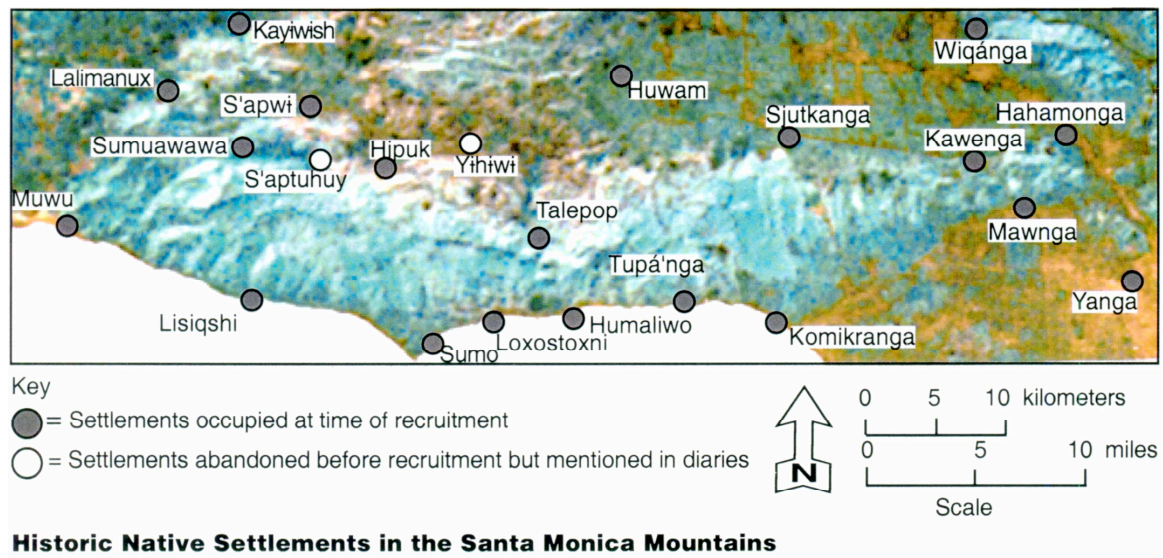 Kayɨwɨsh
Wiqánga
Lalimanux
Huwam
S'apwɨ
Sjutkanga
Hahamonga
Kawenga
Sumuawawa
Hipuk
Yɨhɨwɨ
S'aptuhuy
Muwu
Talepop
Mawnga
Tupá'nga
Yanga
Lisiqshi
Humaliwo
Komikranga
Loxostoxni
Sumo
Key
= Settlements occupied at time of recruitment
= Settlements abandoned before recruitment but mentioned in diaries
N
0 5 10 kilometers
0 5 10 miles
Scale
Historic Native Settlements in the Santa Monica Mountains